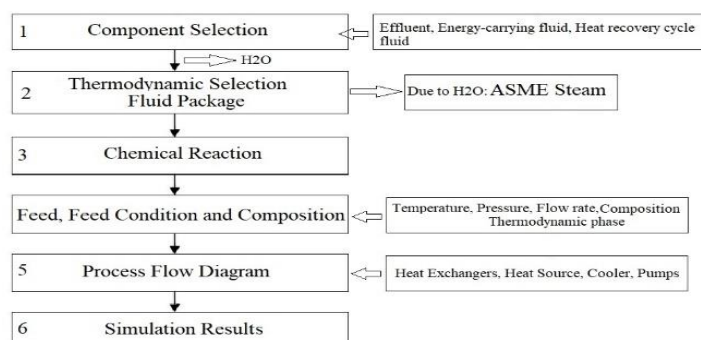 1
Component Selection
Effluent, Energy-carrying fluid, Heat recovery cycle
fluid
H2O
2
Thermodynamic Selection
Fluid Package
Due to H2O: ASME Steam
3
Chemical Reaction
Feed, Feed Condition and Composition
Temperature, Pressure, Flow rate,Composition
Thermodynamic phase
5
Process Flow Diagram
Heat Exchangers, Heat Source, Cooler, Pumps
6
Simulation Results